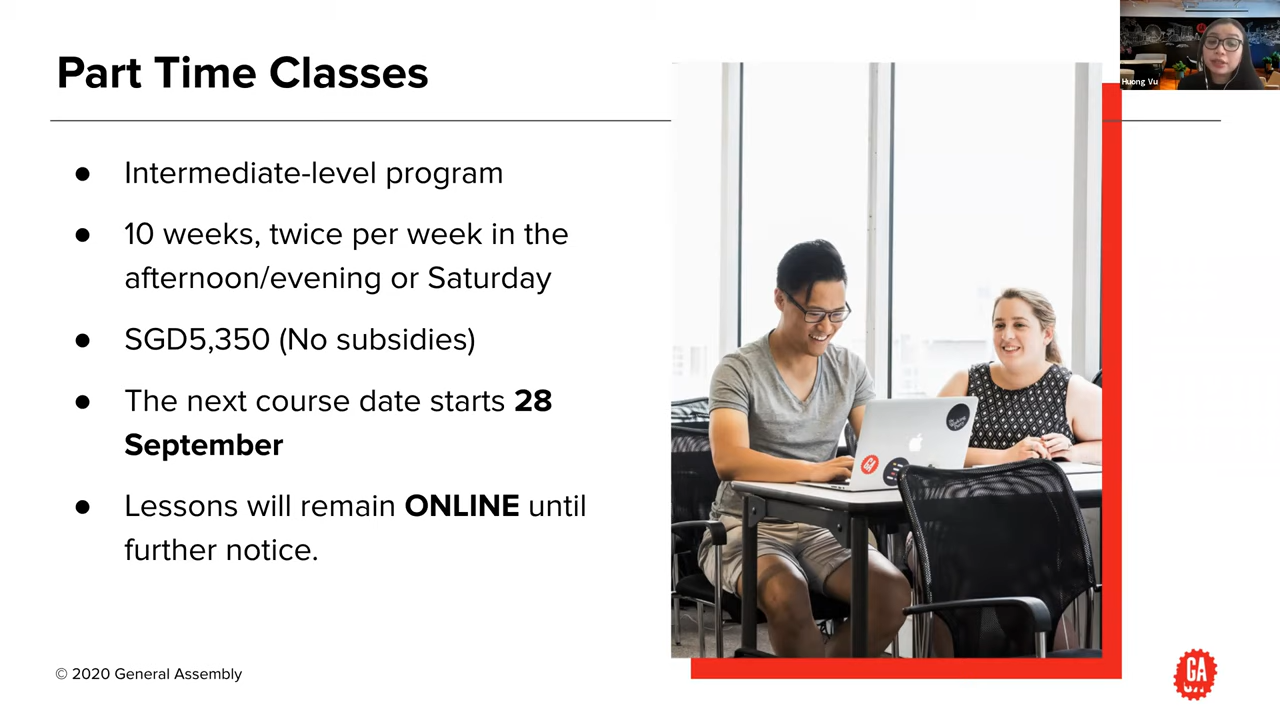 Part Time Classes
Huong Vu
● Intermediate-level program
● 10 weeks, twice per week in the
afternoon/evening or Saturday
● SGD5,350 (No subsidies)
● The next course date starts 28
September
● Lessons will remain ONLINE until
further notice.
© 2020 General Assembly
GA